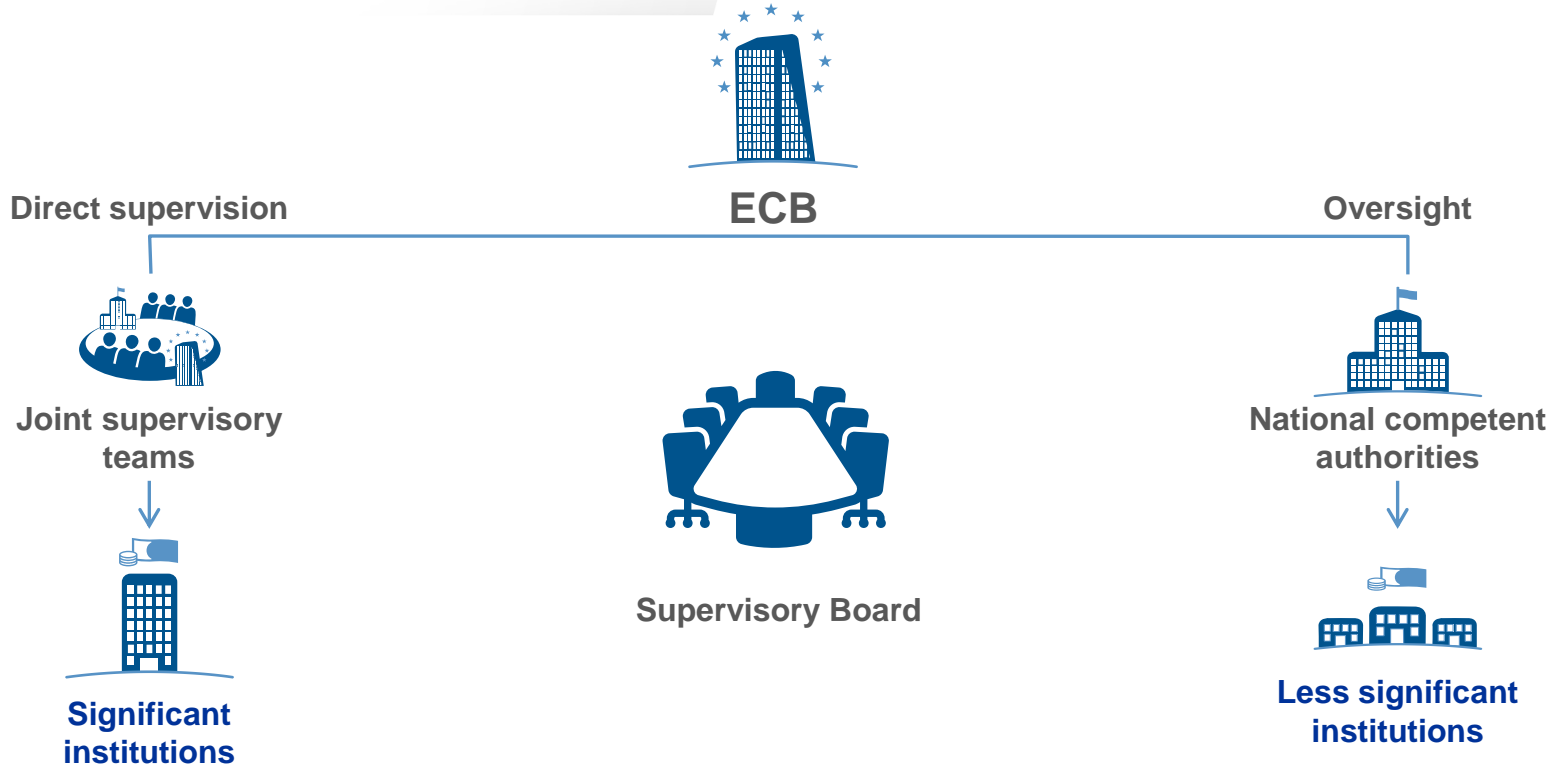 Direct supervision
ECB
Oversight
Joint supervisory
teams
National competent
authorities
Supervisory Board
Significant
institutions
Less significant
institutions